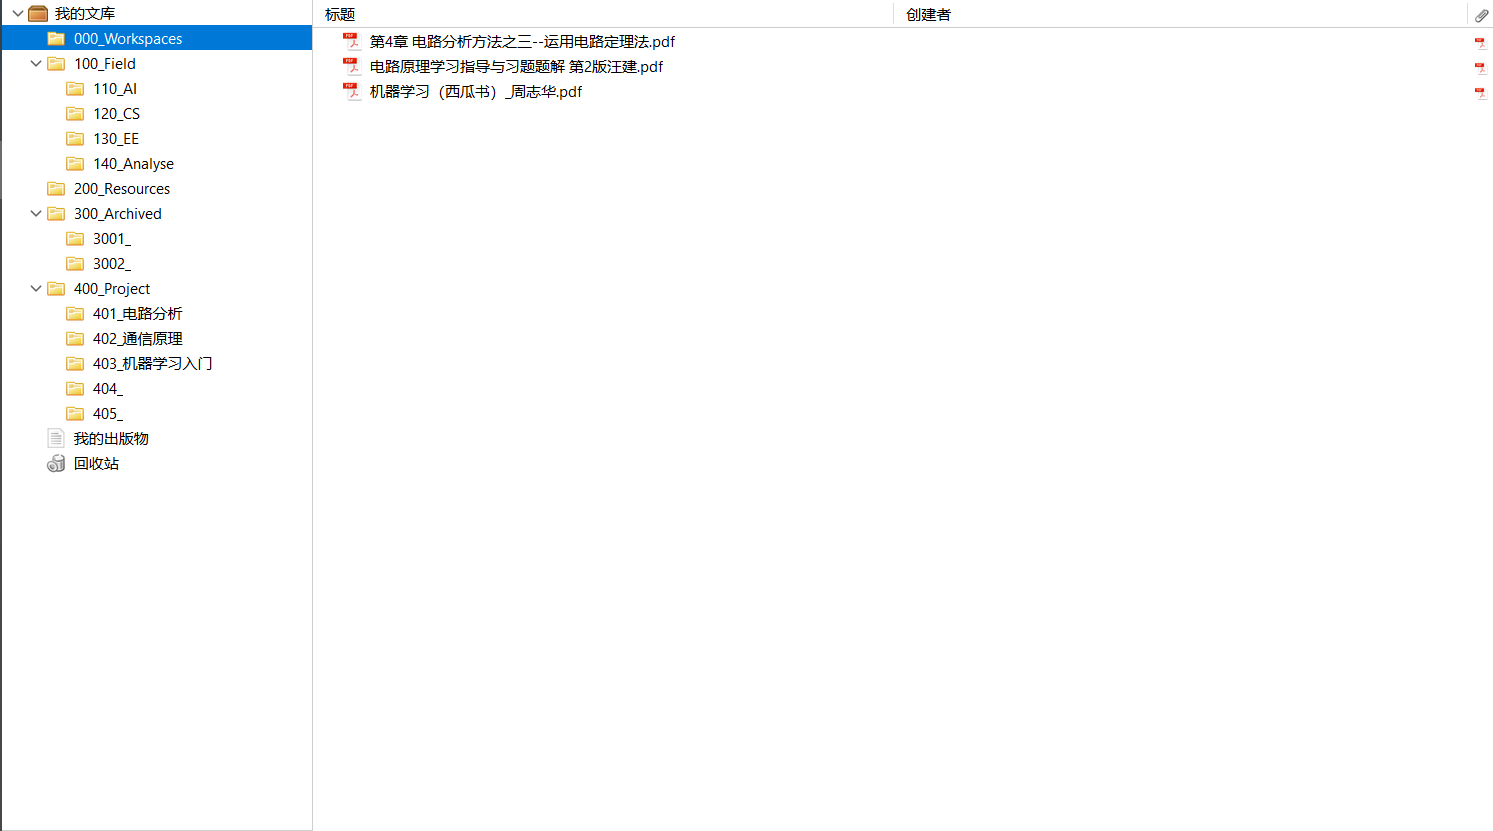 我的文库
000_Workspaces
100_Field
110_AI
120_CS
130_EE
140_Analyse
200_Resources
300_Archived
3001_
3002_
400_Project
401_电路分析
402_通信原理
403_机器学习入门
404_
405_
我的出版物
回收站
标题 创建者
第4章 电路分析方法之三--运用电路定理法.pdf
电路原理学习指导与习题题解 第2版汪建.pdf
机器学习（西瓜书）_周志华.pdf